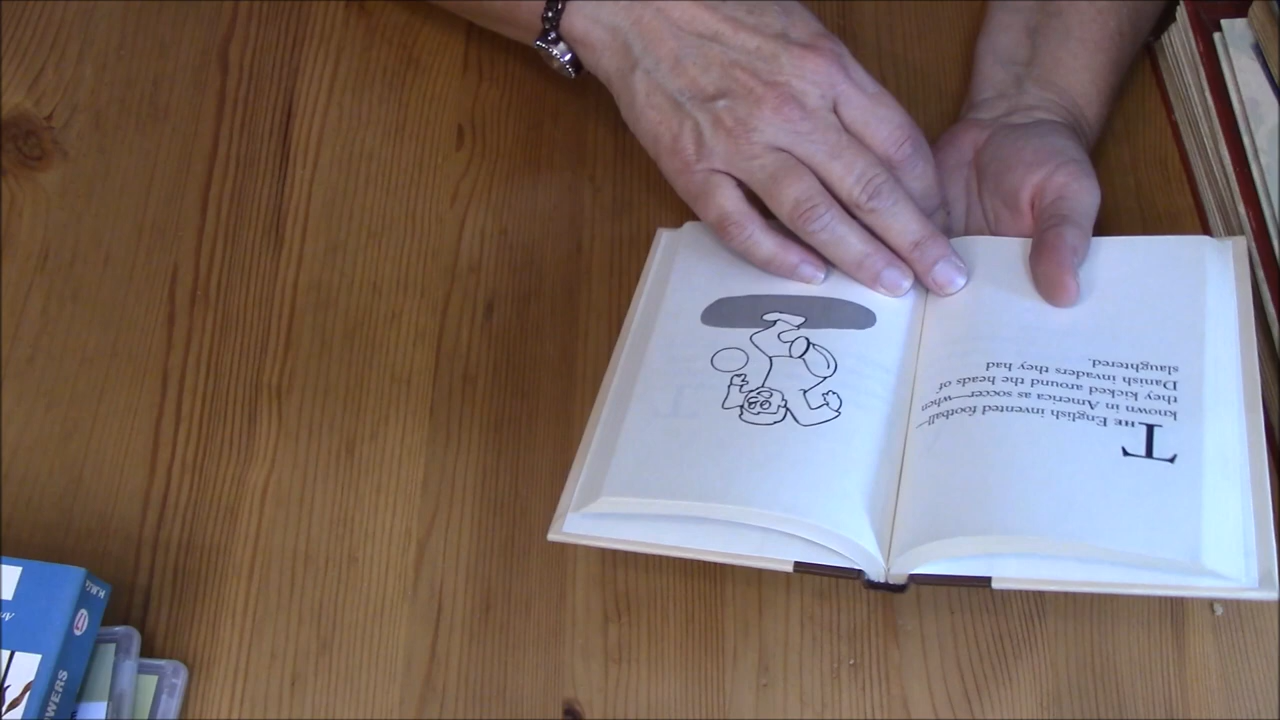 THE English invented football—
known in America as soccer—when
they kicked around the heads of
Danish invaders they had
slaughtered.